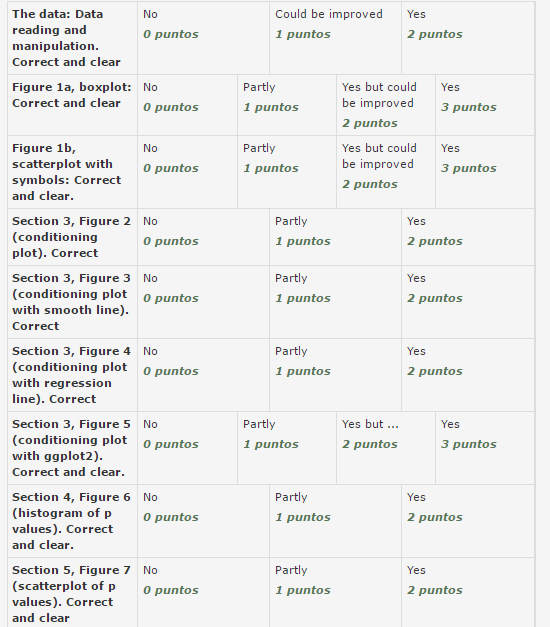 The data: Data
reading and
manipulation.
Correct and clear
No
0 puntos
Could be improved
1 puntos
Yes
2 puntos
Figure 1a, boxplot:
Correct and clear
No
0 puntos
Partly
1 puntos
Yes but could
be improved
2 puntos
Yes
3 puntos
Figure 1b,
scatterplot with
symbols: Correct
and clear.
No
0 puntos
Partly
1 puntos
Yes but could
be improved
2 puntos
Yes
3 puntos
Section 3, Figure 2
(conditioning
plot). Correct
No
0 puntos
Partly
1 puntos
Yes
2 puntos
Section 3, Figure 3
(conditioning plot
with smooth line).
Correct
No
0 puntos
Partly
1 puntos
Yes
2 puntos
Section 3, Figure 4
(conditioning plot
with regression
line). Correct
No
0 puntos
Partly
1 puntos
Yes
2 puntos
Section 3, Figure 5
(conditioning plot
with ggplot2).
Correct and clear.
No
0 puntos
Partly
1 puntos
Yes but ...
2 puntos
Yes
3 puntos
Section 4, Figure 6
(histogram of p
values). Correct
and clear.
No
0 puntos
Partly
1 puntos
Yes
2 puntos
Section 5, Figure 7
(scatterplot of p
values). Correct
and clear
No
0 puntos
Partly
1 puntos
Yes
2 puntos